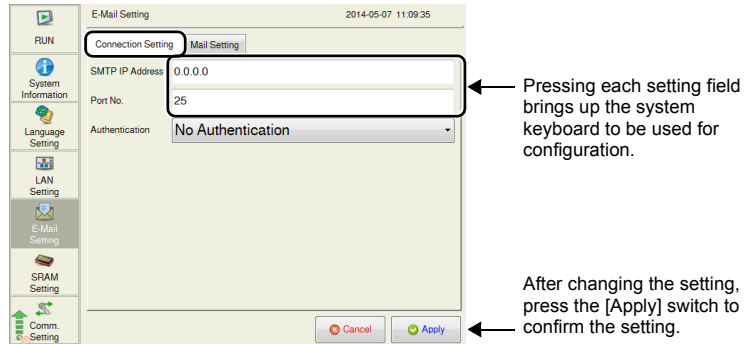 E-Mail Setting
2014-05-07 11:09:35
RUN
System
Information
Language
Setting
LAN
Setting
E-Mail
Setting
SRAM
Setting
Comm.
Setting
Connection Setting
Mail Setting
SMTP IP Address
0.0.0.0
Port No.
25
Authentication
No Authentication
Cancel
Apply
Pressing each setting field
brings up the system
keyboard to be used for
configuration.
After changing the setting,
press the [Apply] switch to
confirm the setting.